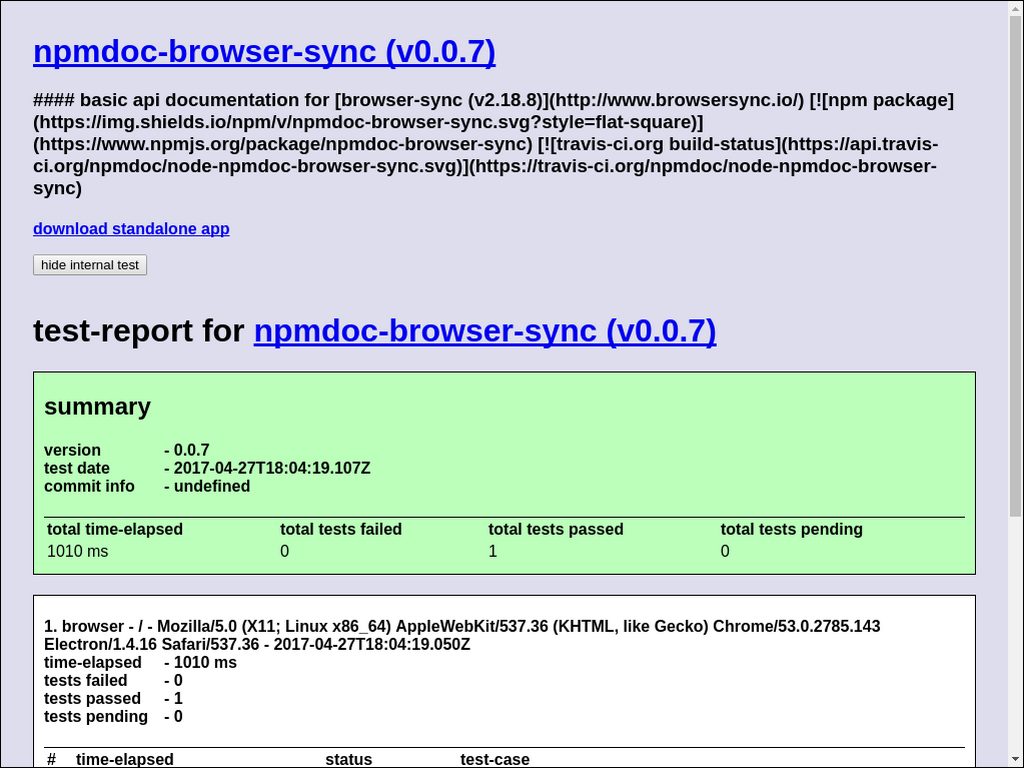 npmdoc-browser-sync (v0.0.7)
#### basic api documentation for [browser-sync (v2.18.8)](http://www.browsersync.io/) [![npm package]
(https://img.shields.io/npm/v/npmdoc-browser-sync.svg?style=flat-square)]
(https://www.npmjs.org/package/npmdoc-browser-sync) [![travis-ci.org build-status](https://api.travis-
ci.org/npmdoc/node-npmdoc-browser-sync.svg)](https://travis-ci.org/npmdoc/node-npmdoc-browser-
sync)
download standalone app
hide internal test
test-report for npmdoc-browser-sync (v0.0.7)
summary
version - 0.0.7
test date - 2017-04-27T18:04:19.107Z
commit info - undefined
total time-elapsed total tests failed total tests passed total tests pending
1010 ms 0 1 0
1. browser - / - Mozilla/5.0 (X11; Linux x86_64) AppleWebKit/537.36 (KHTML, like Gecko) Chrome/53.0.2785.143
Electron/1.4.16 Safari/537.36 - 2017-04-27T18:04:19.050Z
time-elapsed - 1010 ms
tests failed - 0
tests passed - 1
tests pending - 0
# time-elapsed status test-case